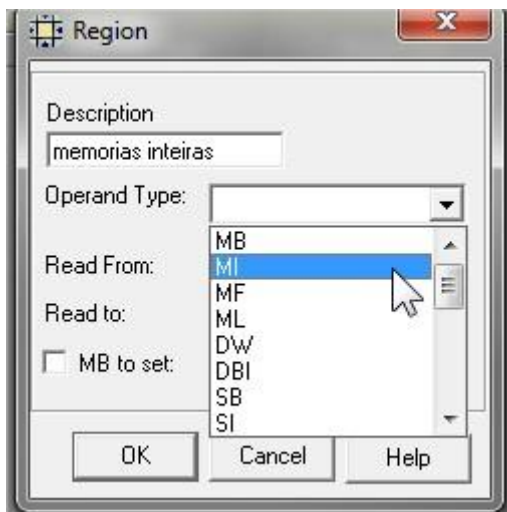 Region
X
Description
memorias inteiras
Operand Type:
MB
MI
Read From:
MF
Read to:
ML
MB to set:
DW
DBI
SB
SI
OK
Cancel
Help